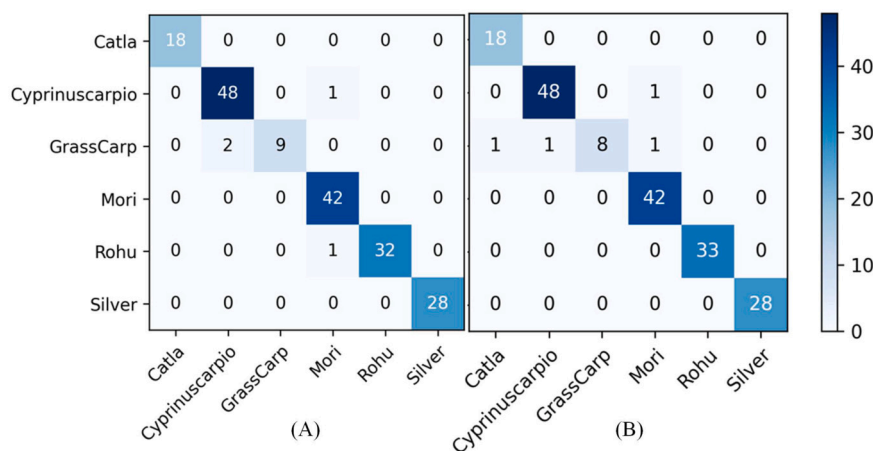 Catla 18 0 0 0 0 0 18 0 0 0 0 0
Cyprinuscarpio 0 48 0 1 0 0 0 48 0 1 0 0 40
GrassCarp 0 2 9 0 0 0 1 1 8 1 0 0 30
Mori 0 0 0 42 0 0 0 0 0 42 0 0 20
Rohu 0 0 0 1 32 0 0 0 0 0 33 0 10
Silver 0 0 0 0 0 28 0 0 0 0 0 28 0
Catla Cyprinuscarpio GrassCarp Mori Rohu Silver Catla Cyprinuscarpio GrassCarp Mori Rohu Silver
(A) (B)